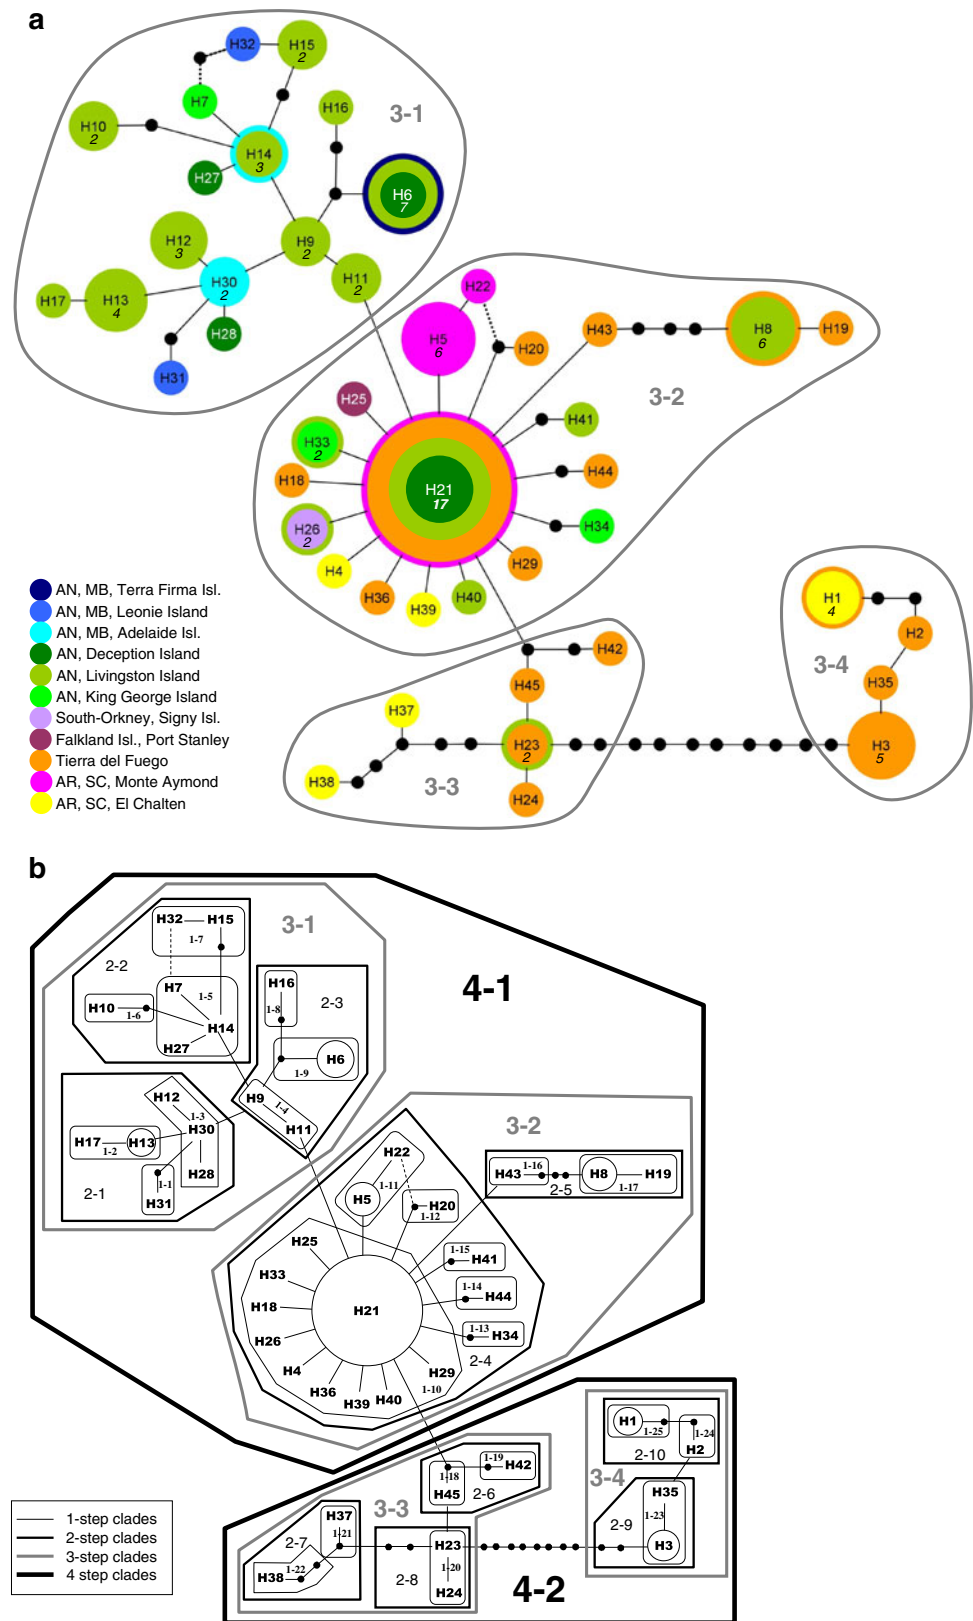 a
H32 H15
2
H7
H16
3-1
H10
2
H14
3
H27
H6
7
H12
3
H9
2
H30
2
H11
2
H17 H13
4
H28
H31
H22
H5
6
H20
H43
H8
6
H19
3-2
H25
H33
2
H41
H18
H21
17
H44
H26
2
H34
H4
H29
H36
H39
H40
H1
4
H2
3-4
H35
H3
5
H42
H45
H37
H23
2
H38
3-3
H24
AN, MB, Terra Firma Isl.
AN, MB, Leonie Island
AN, MB, Adelaide Isl.
AN, Deception Island
AN, Livingston Island
AN, King George Island
South-Orkney, Signy Isl.
Falkland Isl., Port Stanley
Tierra del Fuego
AR, SC, Monte Aymond
AR, SC, El Chalten
b
H32 H15
1-7
3-1
2-2
H7
1-5
H10
1-6
H14
H27
H16
1-8
2-3
H6
1-9
4-1
H12
1-3
H9
1-4
H11
H30
H17 H13
1-2
H28
2-1
1-1
H31
3-2
H22
1-11
H5
H20
1-12
H43 1-16
2-5
H8 H19
1-17
H25
1-15
H41
H33
1-14
H44
H18
H21
H26
1-13
H34
2-4
H4
H29
H36
1-10
H39 H40
H1
1-25
1-24
H2
2-10
3-4
1-19
H42
1-18
H45
2-6
H35
1-23
2-9
H3
3-3
H37
1-21
2-7
H23
1-20
1-22
H38
2-8
H24
4-2
1-step clades
2-step clades
3-step clades
4 step clades